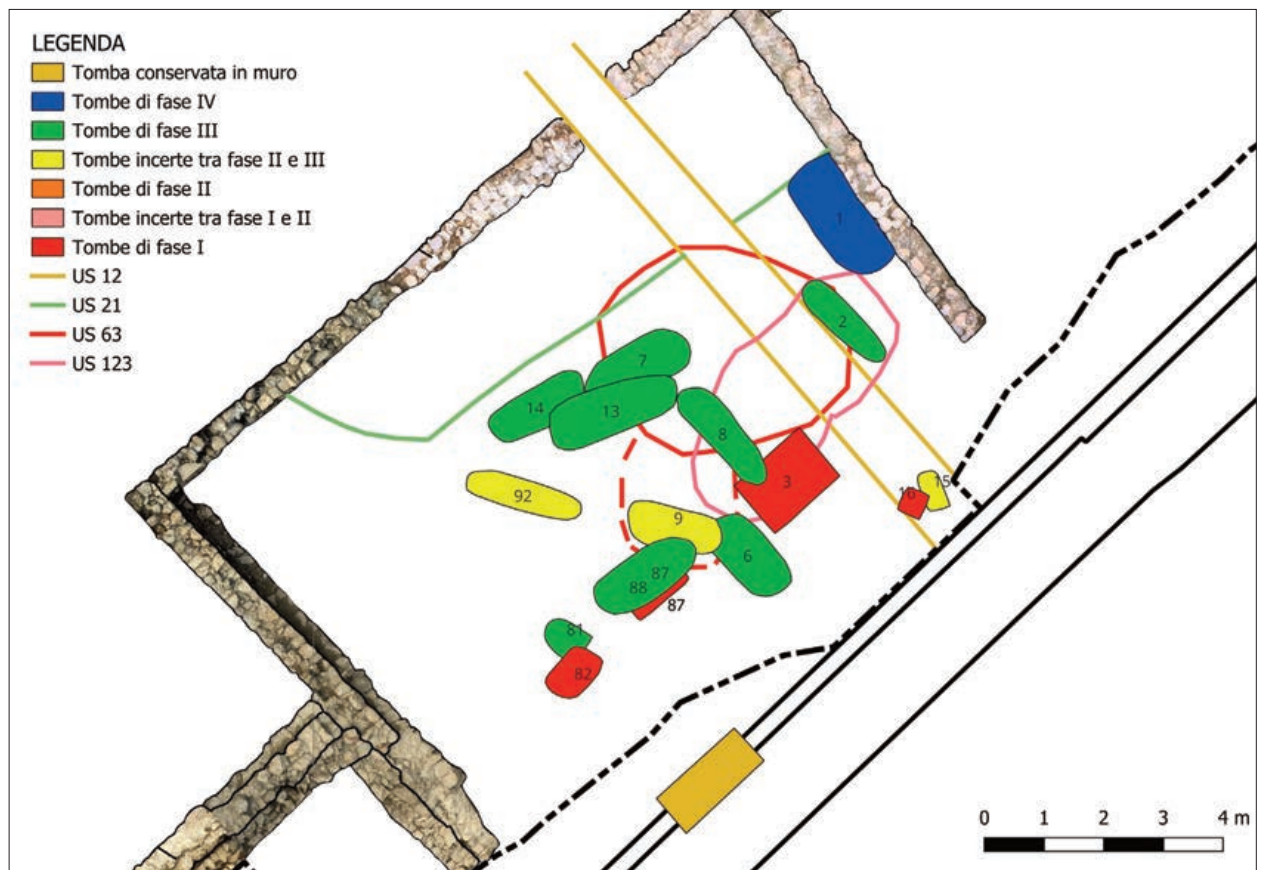 LEGENDA
Tomba conservata in muro
Tombe di fase IV
Tombe di fase III
Tombe incerte tra fase II e III
Tombe di fase II
Tombe incerte tra fase I e II
Tombe di fase I
US 12
US 21
US 63
US 123
1
2
7
14
13
8
3
92
9
16
15
6
87
88
87
81
82
0 1 2 3 4 m